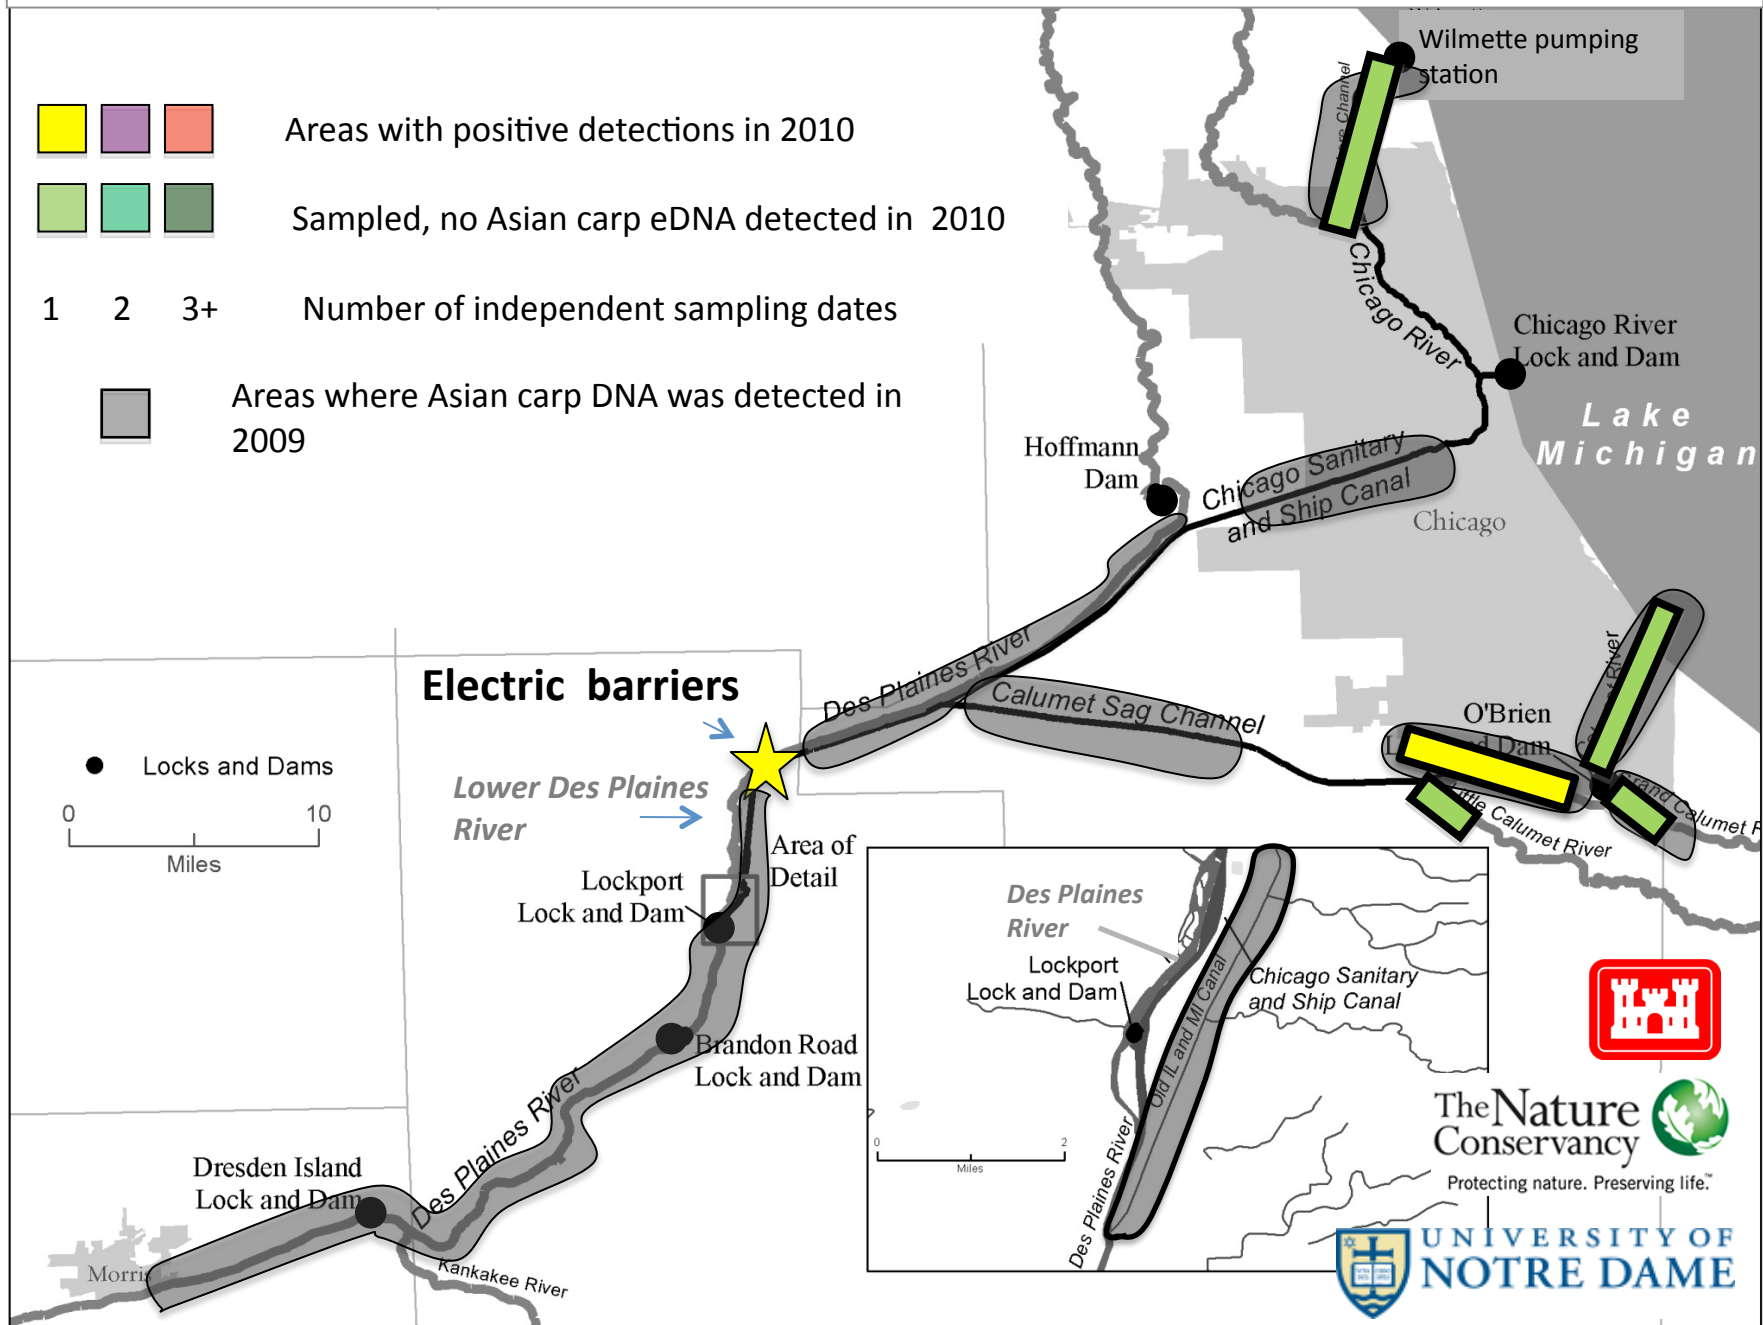 Wilmette pumping
station
Channel
Areas with positive detections in 2010
Sampled, no Asian carp eDNA detected in 2010
1 2 3+ Number of independent sampling dates
Areas where Asian carp DNA was detected in
2009
Chicago River
Chicago River
Lock and Dam
Lake
Michigan
Hoffmann
Dam
Chicago Sanitary
and Ship Canal
Chicago
Des Plaines River
Electric barriers
Calumet Sag Channel
O'Brien
Dam
River
Grand Calumet R
Little Calumet River
Locks and Dams
0 10
Miles
Lower Des Plaines
River
Area of
Detail
Lockport
Lock and Dam
Brandon Road
Lock and Dam
Des Plaines River
Dresden Island
Lock and Dam
Morris
Kankakee River
Des Plaines
River
Lockport
Lock and Dam
Old IL and MI Canal
Chicago Sanitary
and Ship Canal
0 2
Miles
Des Plaines River
The Nature
Conservancy
Protecting nature. Preserving life.™
UNIVERSITY OF
NOTRE DAME